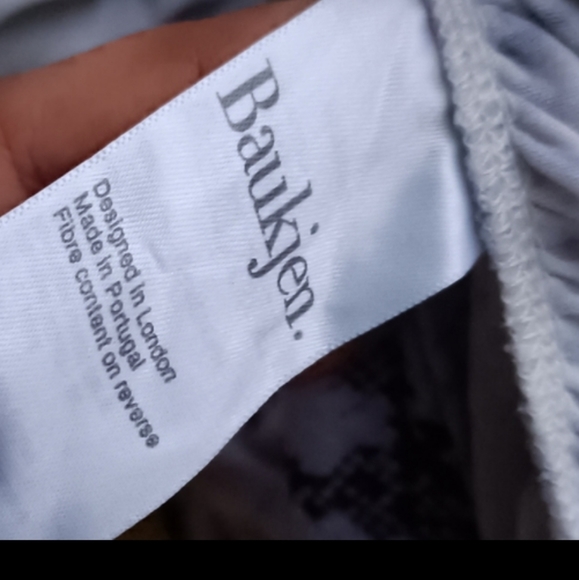 Baukjen.
Designed in London
Made in Portugal
Fibre content on reverse